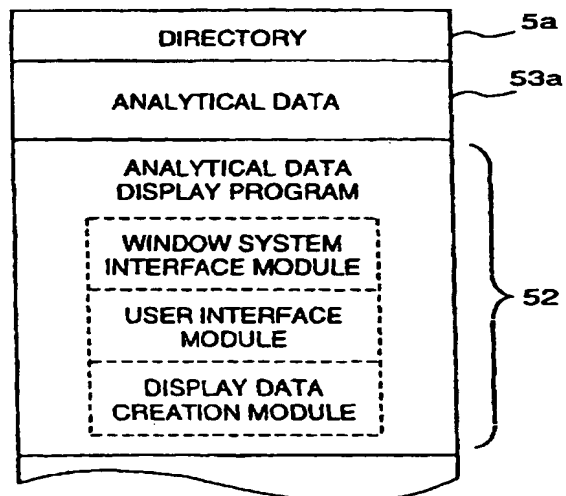 DIRECTORY
5a
ANALYTICAL DATA
53a
ANALYTICAL DATA
DISPLAY PROGRAM
WINDOW SYSTEM
INTERFACE MODULE
USER INTERFACE
MODULE
52
DISPLAY DATA
CREATION MODULE